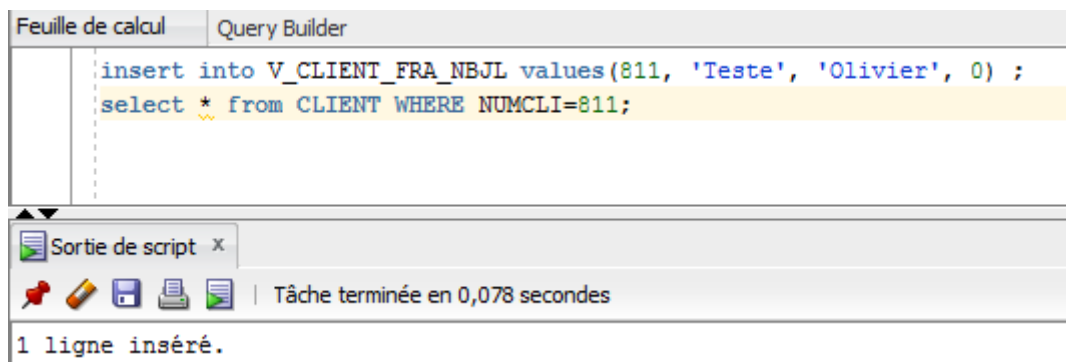 Feuille de calcul Query Builder
insert into V_CLIENT_FRA_NBJL values(811, 'Teste', 'Olivier', 0) ;
select * from CLIENT WHERE NUMCLI=811;
Sortie de script x
Tâche terminée en 0,078 secondes
1 ligne inséré.